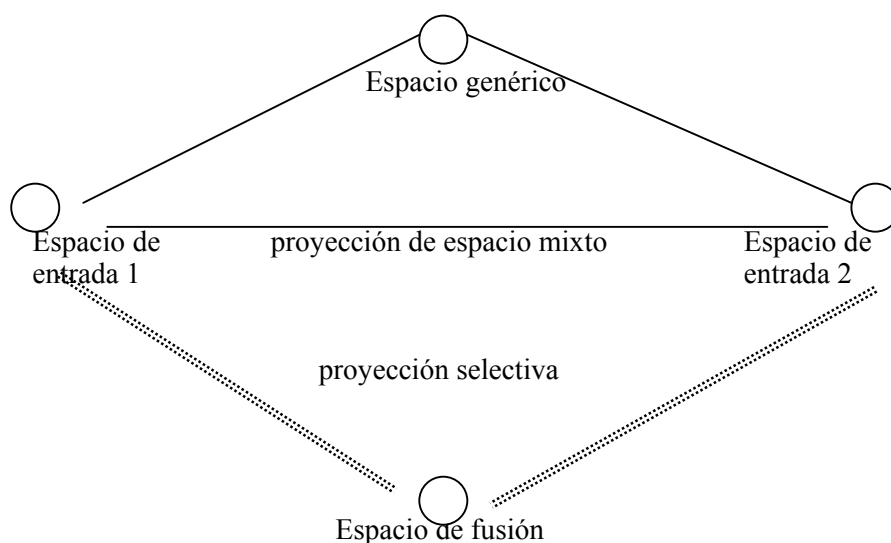 Espacio genérico
Espacio de
entrada 1
proyección de espacio mixto
Espacio de
entrada 2
proyección selectiva
Espacio de fusión